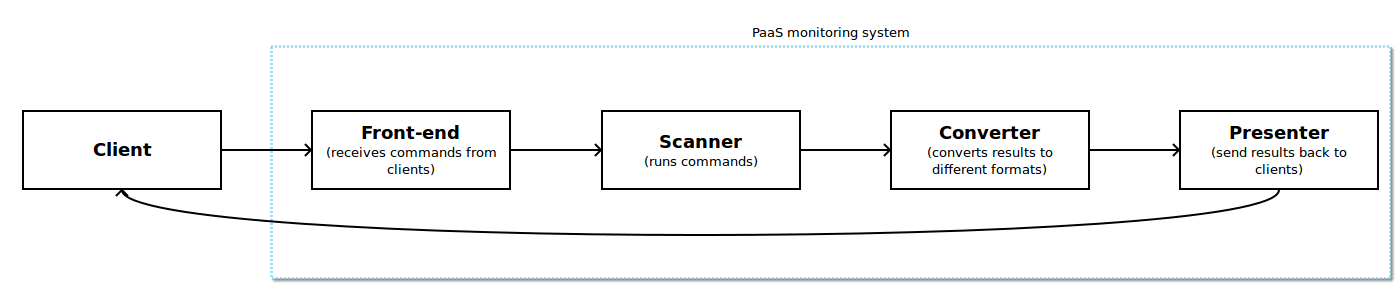 PaaS monitoring system
Client
Front-end
(receives commands from
clients)
Scanner
(runs commands)
Converter
(converts results to
different formats)
Presenter
(send results back to
clients)